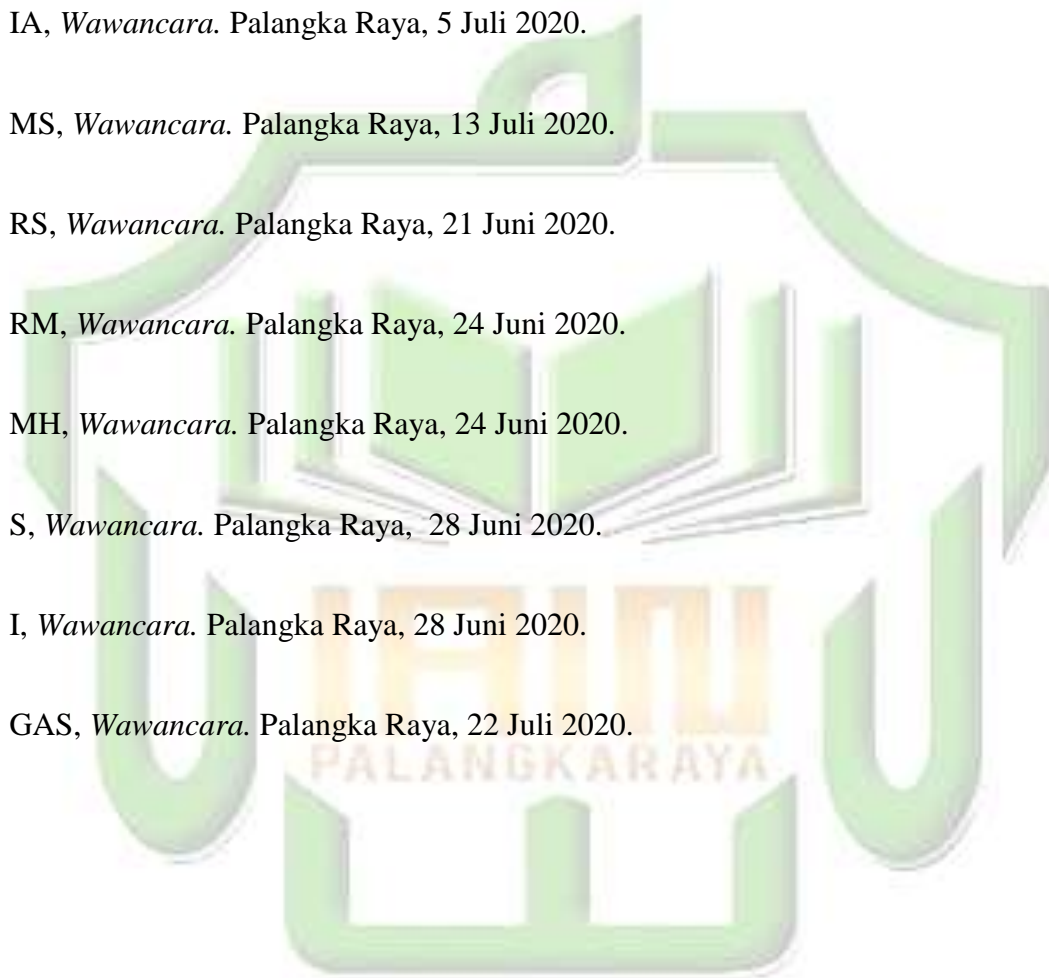 IA, Wawancara. Palangka Raya, 5 Juli 2020.
MS, Wawancara. Palangka Raya, 13 Juli 2020.
RS, Wawancara. Palangka Raya, 21 Juni 2020.
RM, Wawancara. Palangka Raya, 24 Juni 2020.
MH, Wawancara. Palangka Raya, 24 Juni 2020.
S, Wawancara. Palangka Raya,  28 Juni 2020.
I, Wawancara. Palangka Raya, 28 Juni 2020.
IAIN
GAS, Wawancara. Palangka Raya, 22 Juli 2020.
PALANGKARAYA